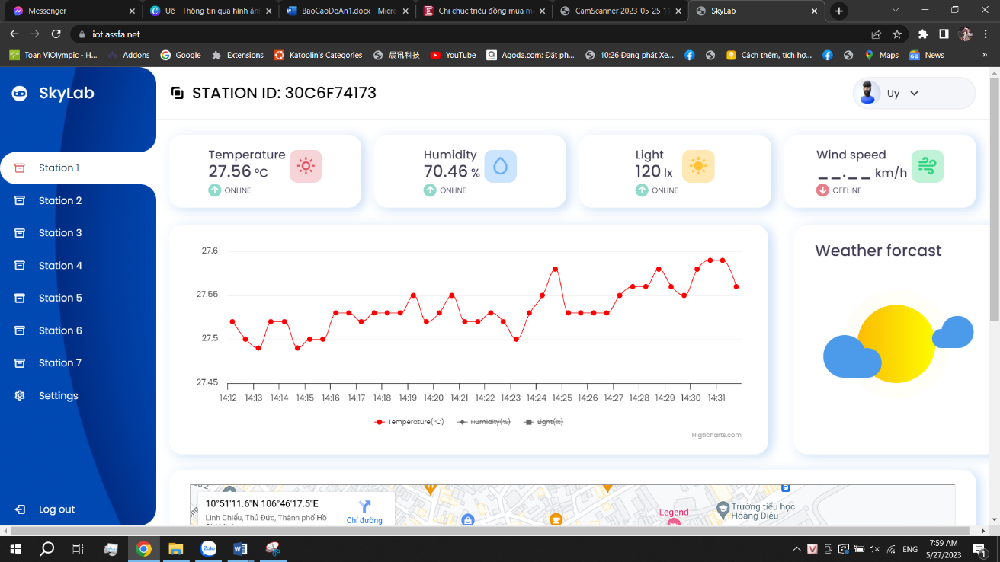 Messenger
Uê - Thông tin qua hình ản
BaoCaoDoAn1.docx - Micro
Chi chục triệu đồng mua m
CamScanner 2023-05-25 11
SkyLab
iot.assfa.net
Toan ViOlympic - H...
Addons
Google
Extensions
Katoolin's Categories
晨讯科技
YouTube
Agoda.com: Đặt ph...
10:26 Đang phát Xe...
Cách thêm, tích hợ...
Maps
News
»
SkyLab
STATION ID: 30C6F74173
Uy
Station 1
Station 2
Station 3
Station 4
Station 5
Station 6
Station 7
Settings
Log out
Temperature
27.56 °C
ONLINE
Humidity
70.46 %
ONLINE
Light
120 lx
ONLINE
Wind speed
__.__ km/h
OFFLINE
27.6
27.55
27.5
27.45
14:12 14:13 14:14 14:15 14:16 14:17 14:18 14:19 14:20 14:21 14:22 14:23 14:24 14:25 14:26 14:27 14:28 14:29 14:30 14:31
Temperature(°C) Humidity(%) Light(lx)
Highcharts.com
Weather forcast
10°51'11.6"N 106°46'17.5"E
Linh Chiểu, Thủ Đức, Thành phố Hồ
Chỉ đường
Legend
Trường tiểu học
Hoàng Diệu
Zalo
ENG
7:59 AM
5/27/2023
1